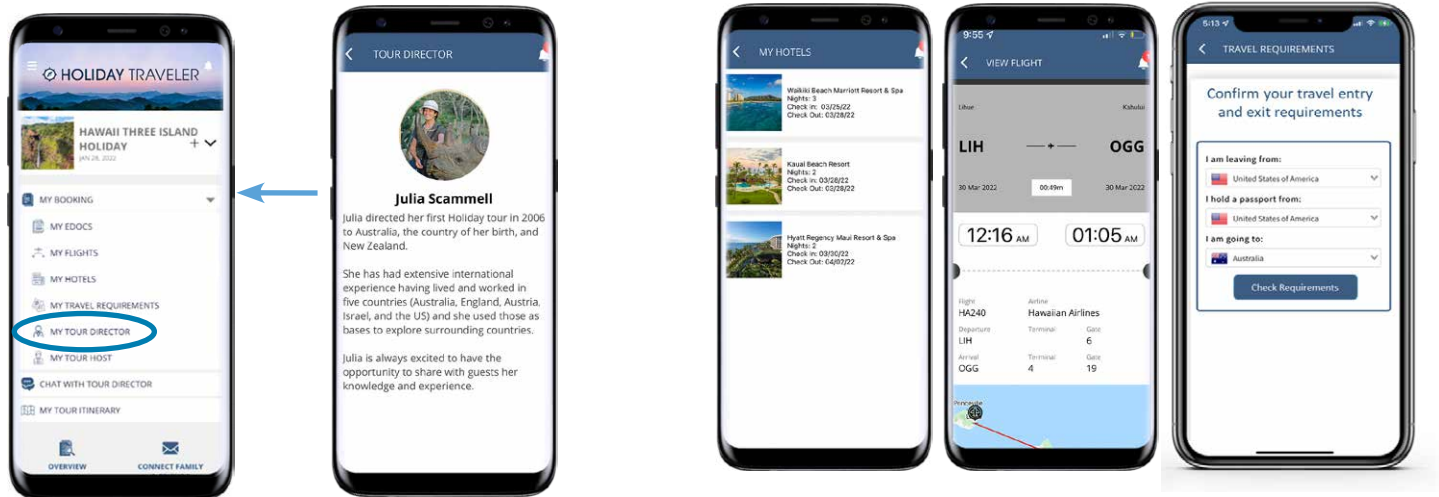 HOLIDAY TRAVELER
HAWAII THREE ISLAND
HOLIDAY
JAN 28, 2022
MY BOOKING
MY EDOCS
MY FLIGHTS
MY HOTELS
MY TRAVEL REQUIREMENTS
MY TOUR DIRECTOR
MY TOUR HOST
CHAT WITH TOUR DIRECTOR
MY TOUR ITINERARY
OVERVIEW
CONNECT FAMILY
TOUR DIRECTOR
Julia Scammell
Julia directed her first Holiday tour in 2006
to Australia, the country of her birth, and
New Zealand.
She has had extensive international
experience having lived and worked in
five countries (Australia, England, Austria,
Israel, and the US) and she used those as
bases to explore surrounding countries.
Julia is always excited to have the
opportunity to share with guests her
knowledge and experience.
MY HOTELS
Waikiki Beach Marriott Resort & Spa
Nights: 3
Check in: 03/25/22
Check Out: 03/28/22
Kauai Beach Resort
Nights: 2
Check in: 03/28/22
Check Out: 03/28/22
Hyatt Regency Maui Resort & Spa
Nights: 2
Check in: 03/30/22
Check Out: 04/02/22
9:55
VIEW FLIGHT
Lihue
Kahului
LIH
OGG
30 Mar 2022
00:49m
30 Mar 2022
12:16 AM
01:05 AM
Flight
Airline
HA240
Hawaiian Airlines
Departure
Terminal
Gate
LIH
6
Arrival
Terminal
Gate
OGG
4
19
Princeville
5:13
TRAVEL REQUIREMENTS
Confirm your travel entry
and exit requirements
I am leaving from:
United States of America
I hold a passport from:
United States of America
I am going to:
Australia
Check Requirements